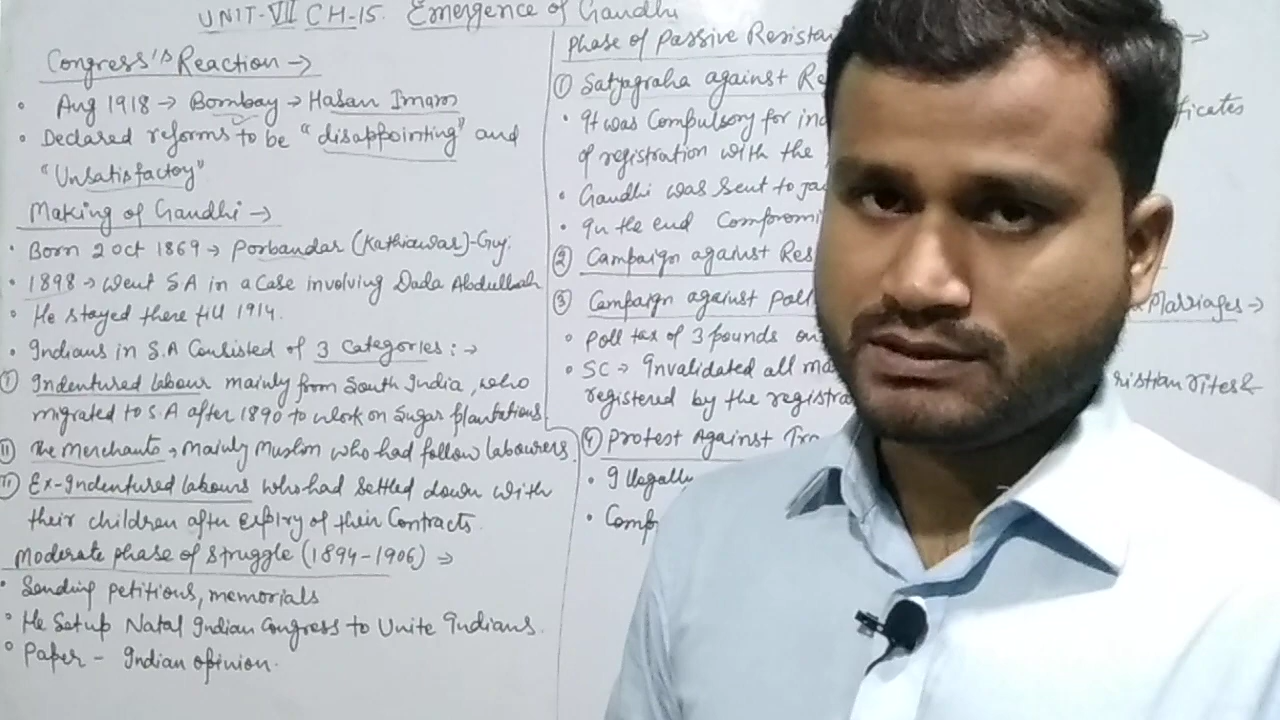 UNIT-VII CH-15. Emergence of Gandhi
Congress's Reaction →
• Aug 1918 → Bombay → Hasan Imam
• Declared reforms to be "disappointing" and
"Unsatisfactory"
Making of Gandhi →
• Born 2 Oct 1869 → Porbandar (Kathiawar)-Guj.
• 1898 → went SA in a case involving Dada Abdullah
• He stayed there till 1914.
• Indians in S.A Consisted of 3 Categories: →
(I) Indentured labour mainly from South India, who
migrated to S.A after 1890 to work on Sugar plantations.
(II) The Merchants, Mainly Muslim who had follow labourers.
(III) Ex-Indentured labours who had settled down with
their children after expiry of their Contracts.
Moderate phase of Struggle (1894-1906) →
• Sending petitions, memorials
• He Setup Natal Indian Congress to Unite Indians.
• Paper - Indian opinion.
Phase of Passive Resistan →
① Satyagraha against Re ificates
• It was Compulsory for ind
of registration with the
• Gandhi was sent to ja
• In the end Compromi
② Campaign against Res
③ Campaign against Poll Marriages →
• Poll tax of 3 pounds on
• SC → Invalidated all ma ristian rites &
registered by the registra
④ Protest Against Tra
• Illegally
• Comp